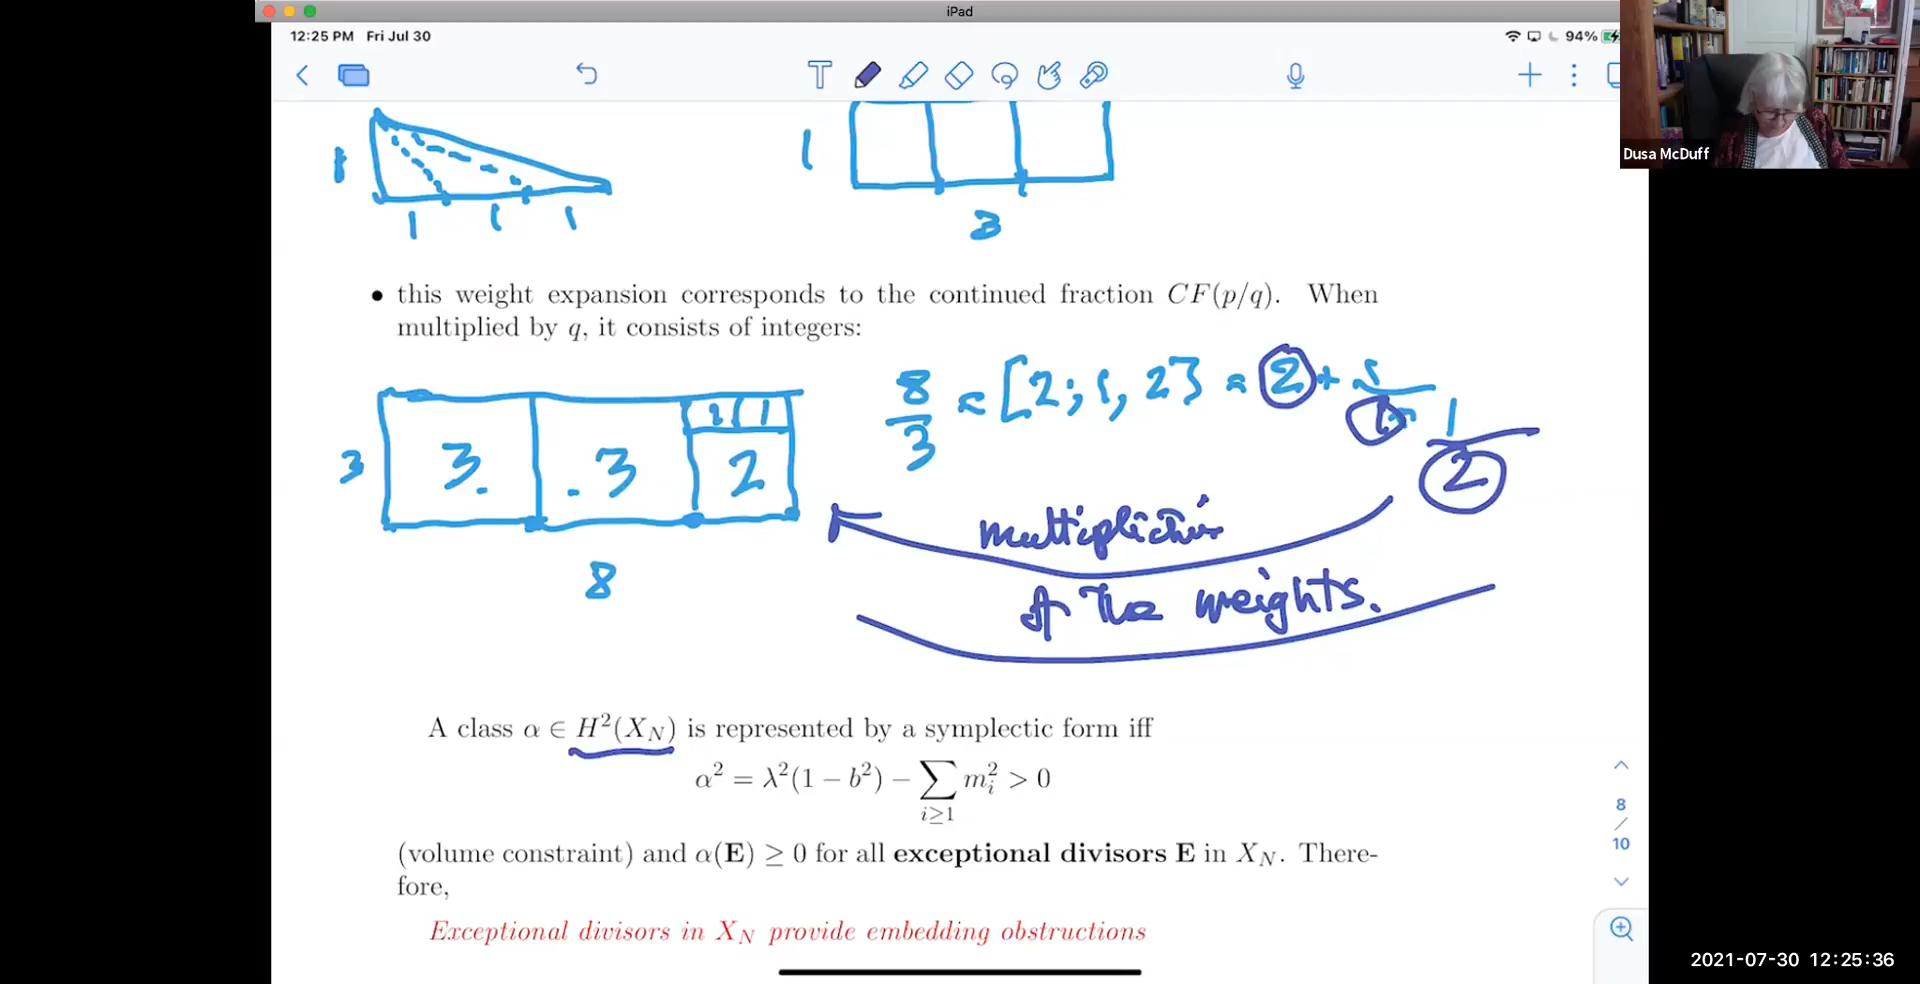 iPad
12:25 PM Fri Jul 30
94%
Dusa McDuff
1
1 1 1
1
3
• this weight expansion corresponds to the continued fraction CF(p/q). When
multiplied by q, it consists of integers:
8/3 = [2; 1, 2] = 2 + 1/(1 + 1/2)
1 1
3 3. .3 2
8
of the weights.
A class α ∈ H²(X_N) is represented by a symplectic form iff
α² = λ²(1 − b²) − ∑_{i≥1} m_i² > 0
(volume constraint) and α(E) ≥ 0 for all exceptional divisors E in X_N. There-
fore,
Exceptional divisors in X_N provide embedding obstructions
8
/
10
2021-07-30 12:25:36